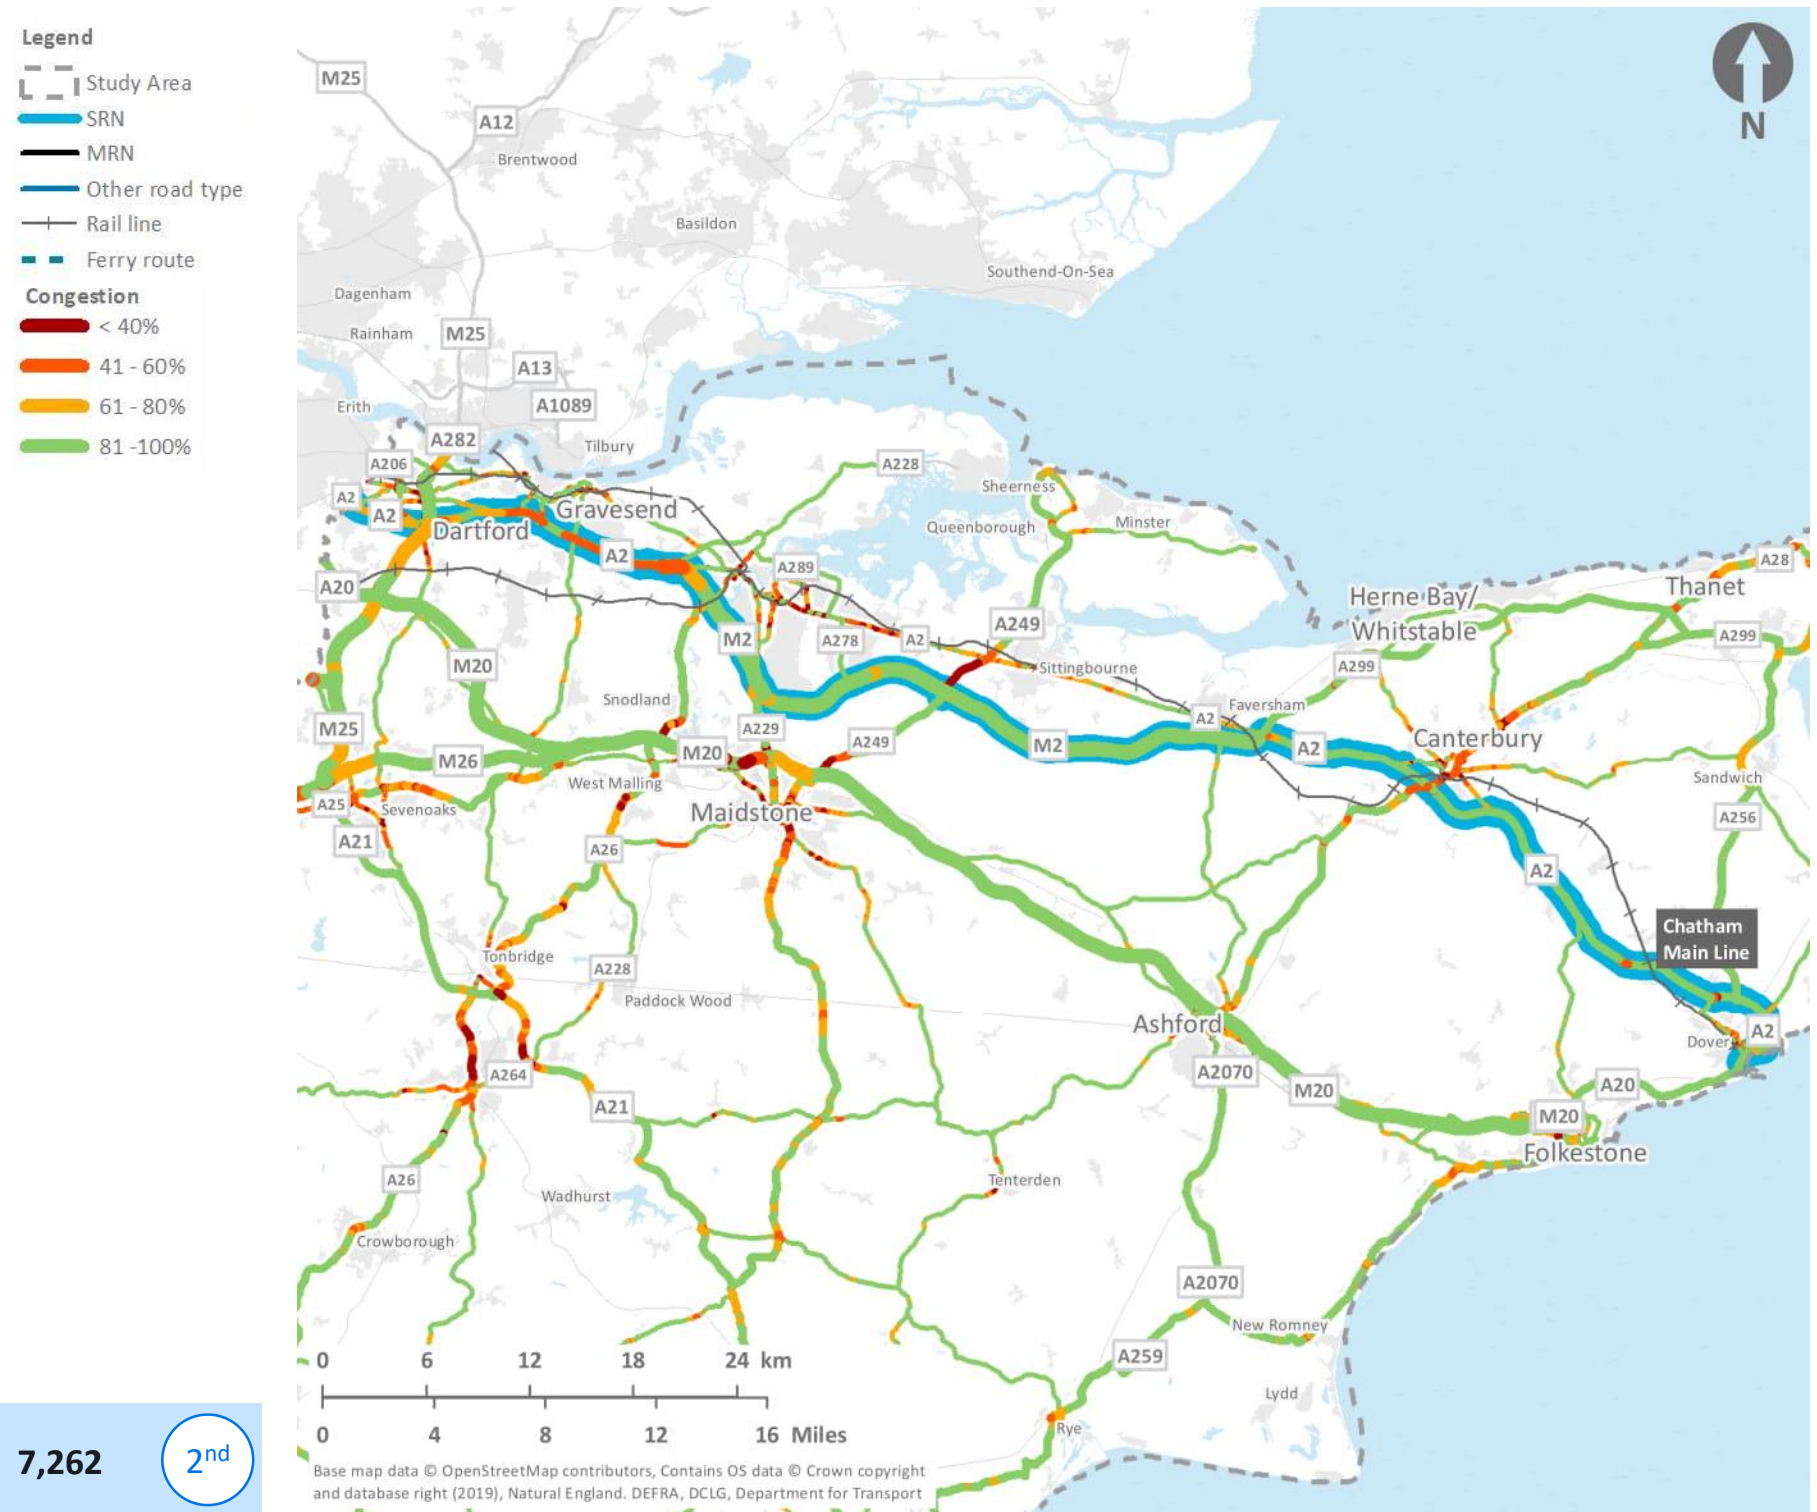 Legend
Study Area
SRN
MRN
Other road type
Rail line
Ferry route
Congestion
< 40%
41 - 60%
61 - 80%
81 -100%
7,262
2nd
N
M25
A12
Brentwood
Basildon
Southend-On-Sea
Dagenham
Rainham
M25
A13
A1089
Erith
A282
Tilbury
A206
A228
Sheerness
A2
A2
Gravesend
Dartford
Queenborough
Minster
A2
A289
A28
A20
Thanet
Herne Bay/
Whitstable
A249
M2
A278
A2
A299
M20
Sittingbourne
A299
Snodland
Faversham
M25
A229
A2
M20
A249
M2
A2
Canterbury
M26
West Malling
Sandwich
A25
Sevenoaks
Maidstone
A256
A21
A26
A2
Chatham
Main Line
Tonbridge
A228
Paddock Wood
Ashford
A2
Dover
A264
A2070
A20
M20
A21
M20
Folkestone
A26
Tenterden
Wadhurst
Crowborough
A2070
New Romney
A259
Lydd
Rye
0 6 12 18 24 km
0 4 8 12 16 Miles
Base map data © OpenStreetMap contributors, Contains OS data © Crown copyright
and database right (2019), Natural England. DEFRA, DCLG, Department for Transport